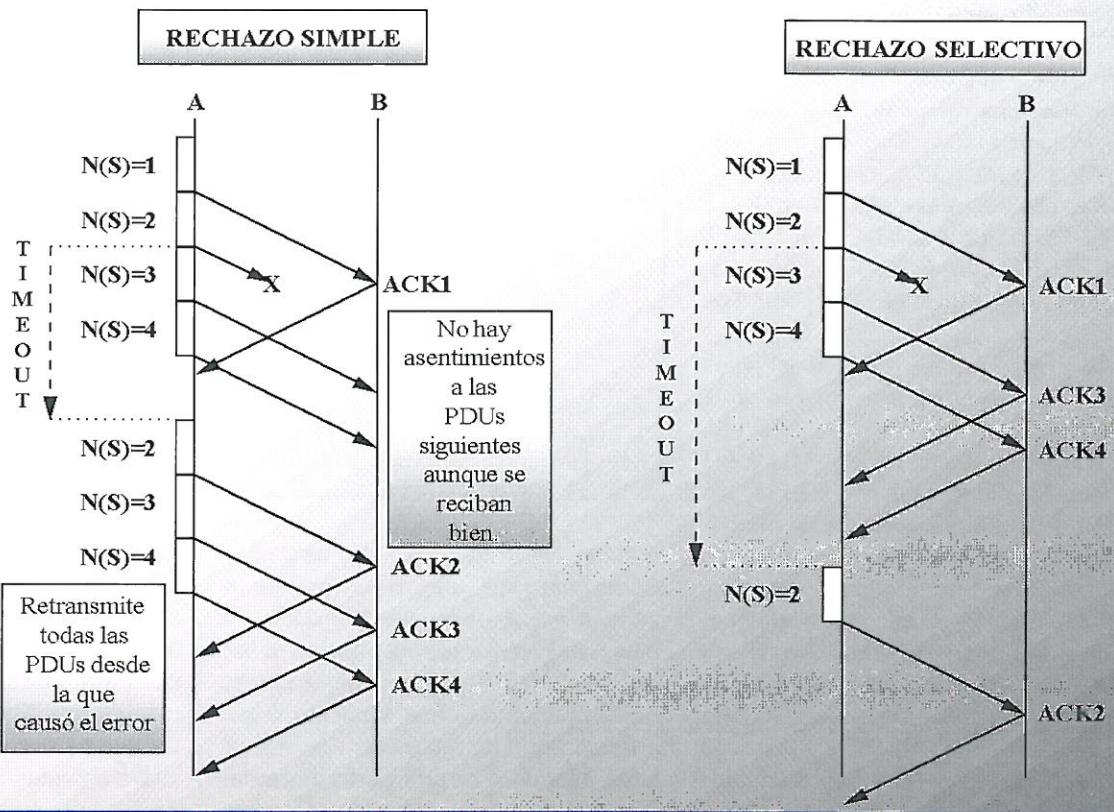 RECHAZO SIMPLE
A
B
N(S)=1
N(S)=2
N(S)=3
N(S)=4
TIMEOUT
X
ACK1
No hay
asentimientos
a las
PDUs
siguientes
aunque se
reciban
bien.
N(S)=2
N(S)=3
N(S)=4
ACK2
ACK3
ACK4
Retransmite
todas las
PDUs desde
la que
causó el error
RECHAZO SELECTIVO
A
B
N(S)=1
N(S)=2
N(S)=3
N(S)=4
TIMEOUT
X
ACK1
ACK3
ACK4
N(S)=2
ACK2